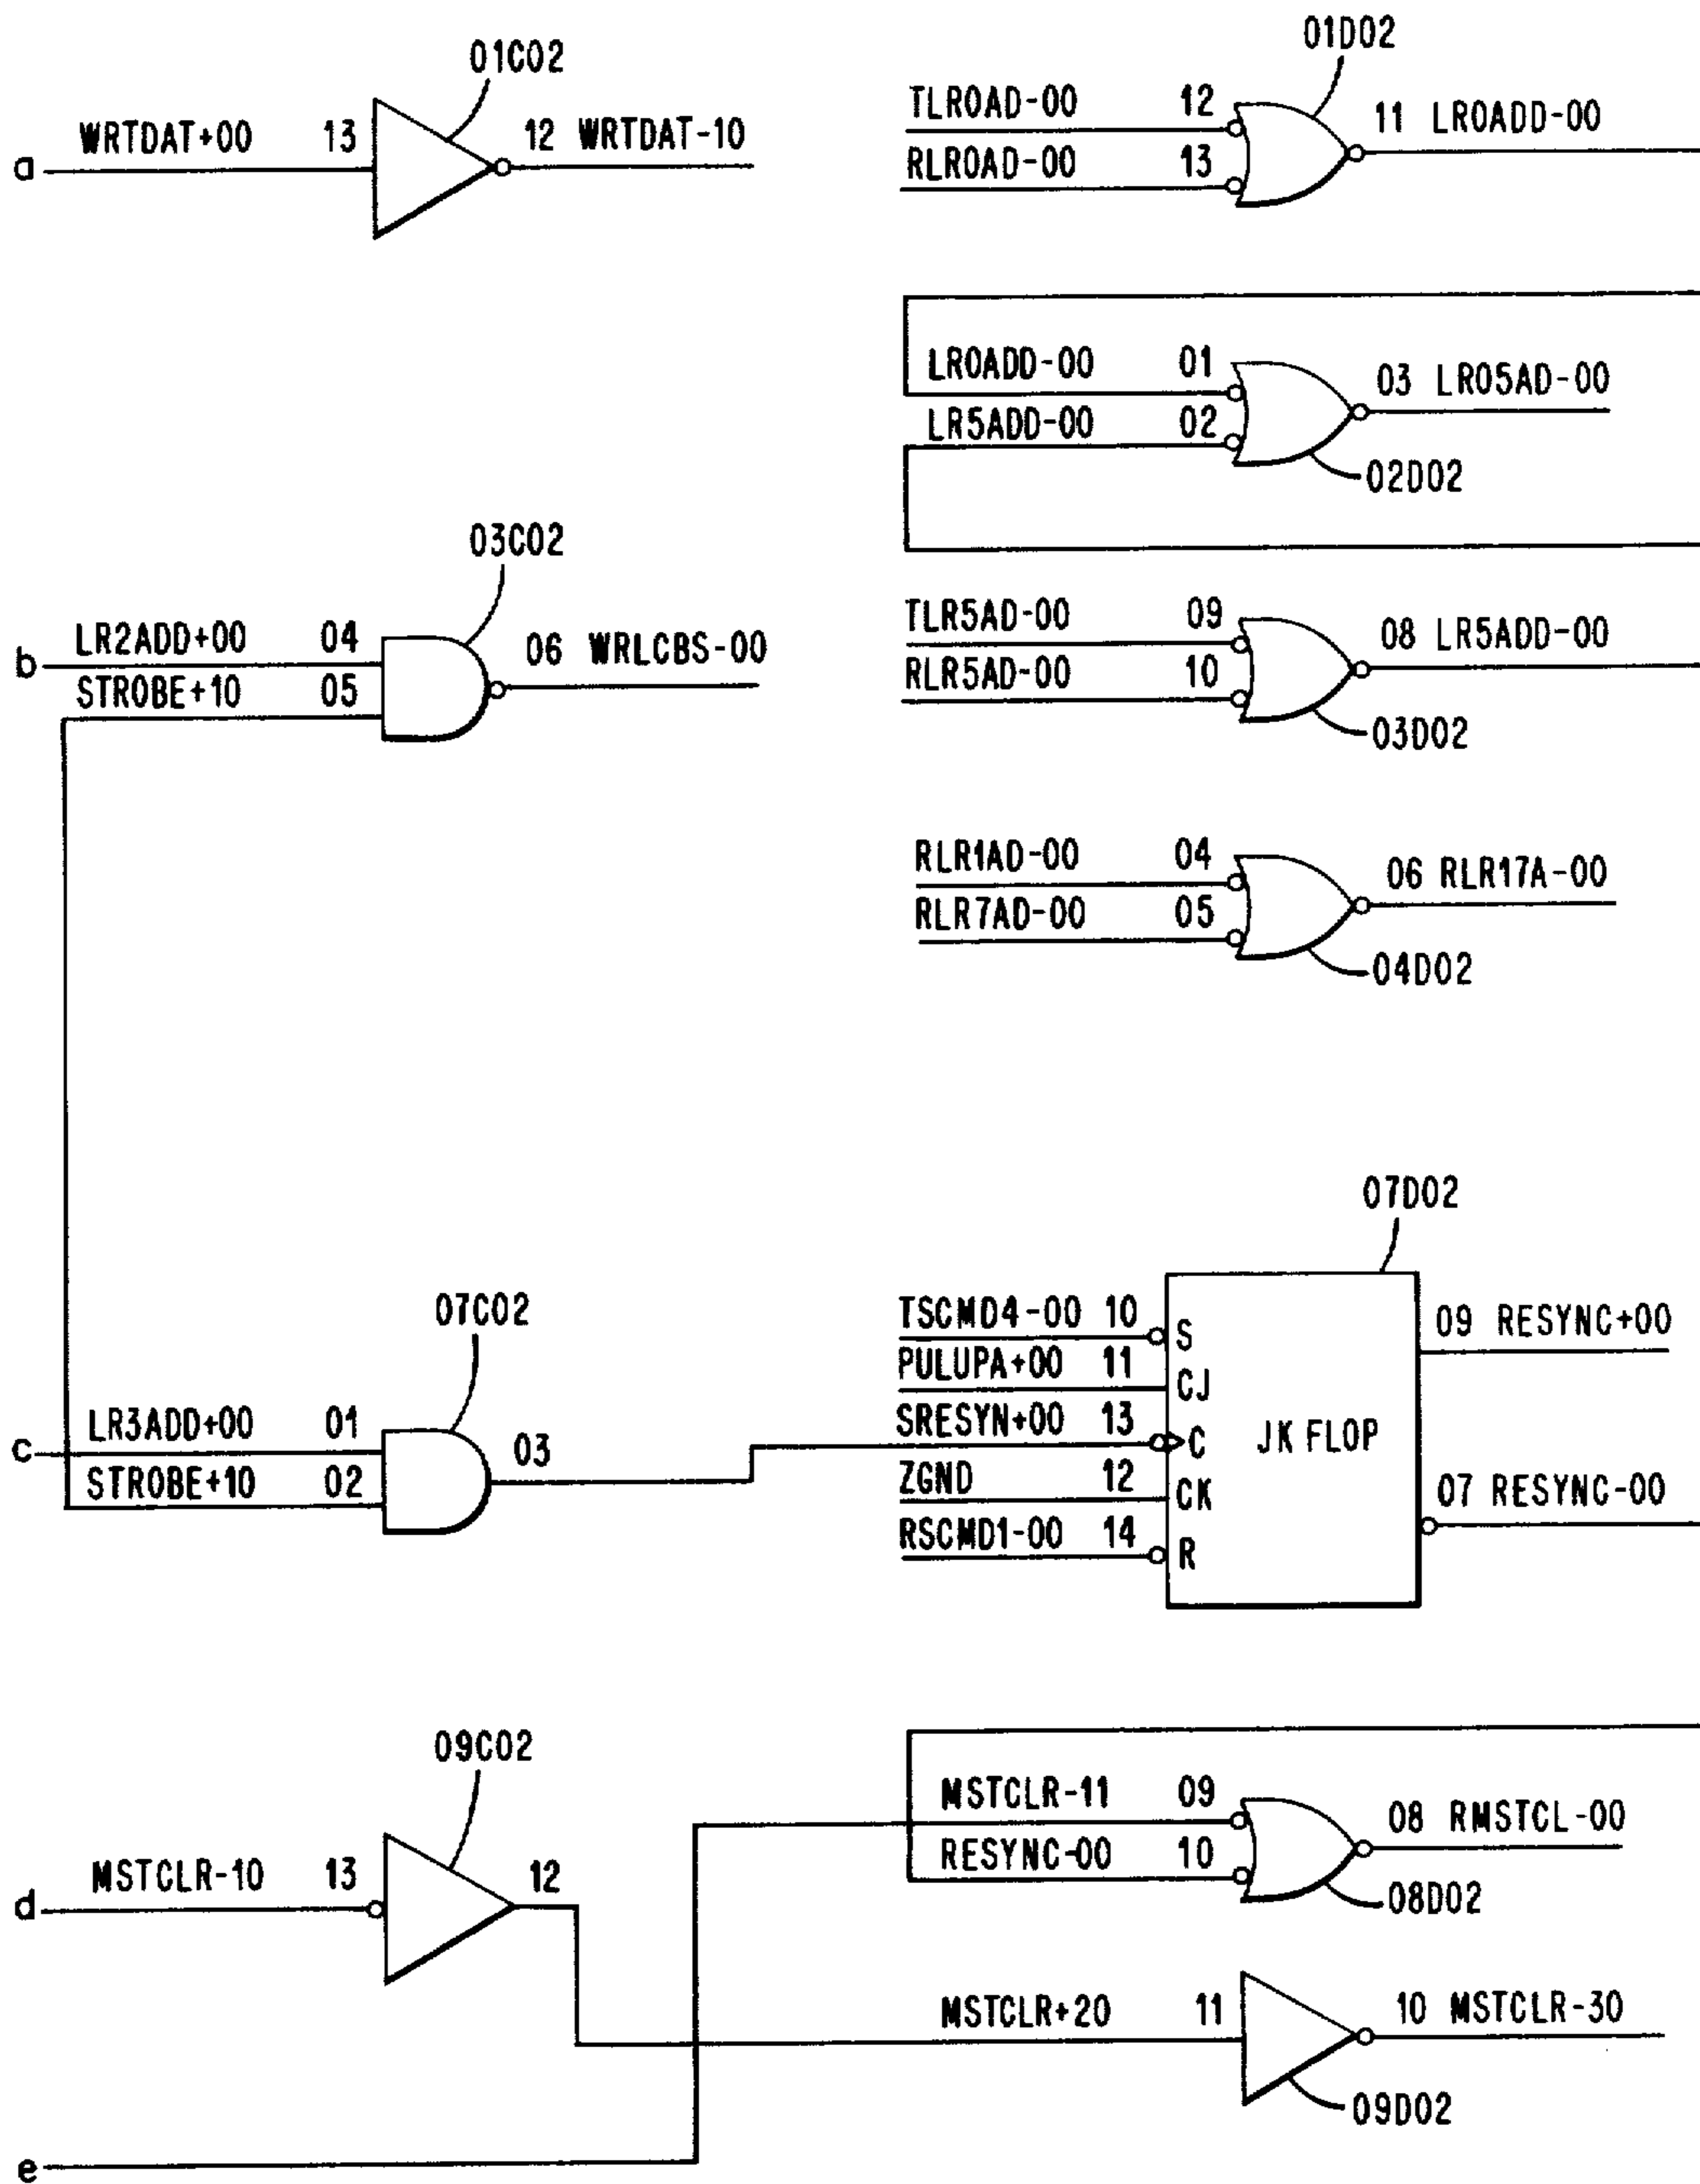 01C02
WRTDAT+00 13
12 WRTDAT-10
a
01D02
TLR0AD-00 12
RLR0AD-00 13
11 LR0ADD-00
LR0ADD-00 01
LR5ADD-00 02
03 LR05AD-00
02D02
03C02
LR2ADD+00 04
b
STROBE+10 05
06 WRLCBS-00
TLR5AD-00 09
RLR5AD-00 10
08 LR5ADD-00
03D02
RLR1AD-00 04
RLR7AD-00 05
06 RLR17A-00
04D02
07C02
LR3ADD+00 01
c
STROBE+10 02
03
07D02
TSCMD4-00 10 S
PULUPA+00 11 CJ
SRESYN+00 13 C
ZGND 12 CK
RSCMD1-00 14 R
JK FLOP
09 RESYNC+00
07 RESYNC-00
09C02
MSTCLR-10 13
d
12
MSTCLR-11 09
RESYNC-00 10
08 RMSTCL-00
08D02
MSTCLR+20 11
10 MSTCLR-30
09D02
e